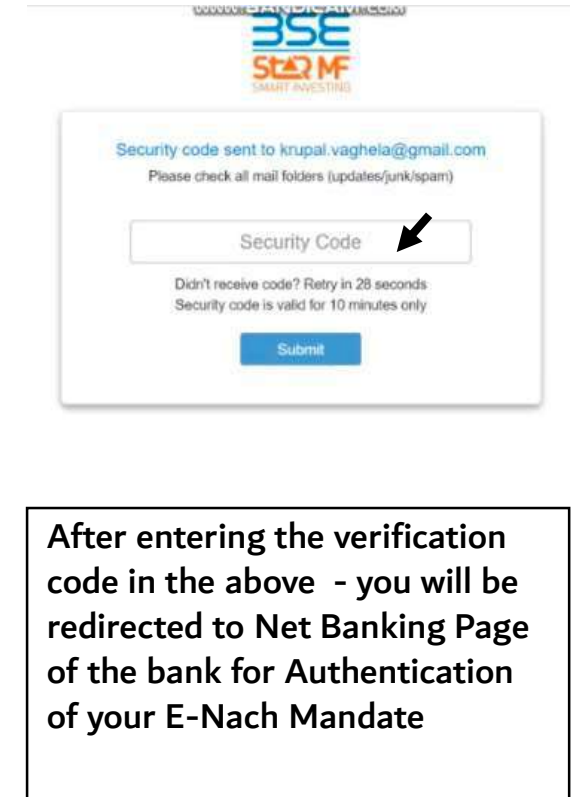 WWW.BANDICAM.COM
BSE
STAR MF
SMART INVESTING
Security code sent to krupal.vaghela@gmail.com
Please check all mail folders (updates/junk/spam)
Security Code
Didn't receive code? Retry in 28 seconds
Security code is valid for 10 minutes only
Submit
After entering the verification
code in the above - you will be
redirected to Net Banking Page
of the bank for Authentication
of your E-Nach Mandate